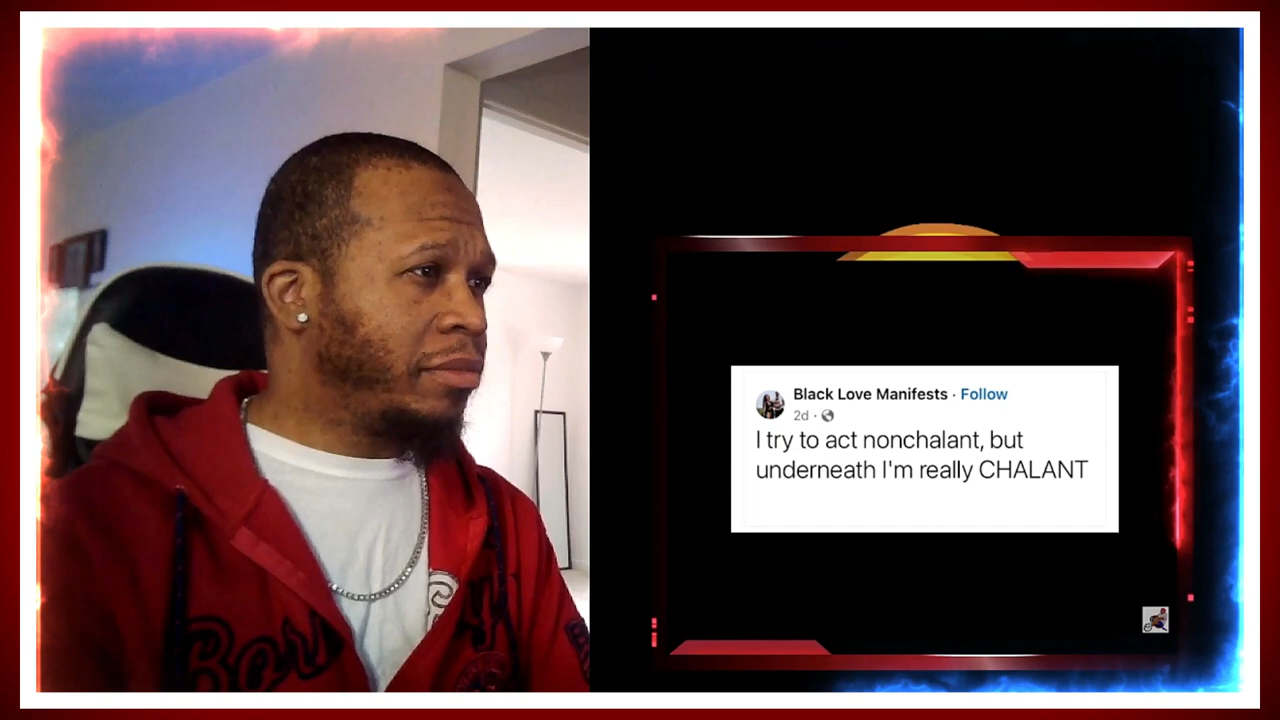 Black Love Manifests · Follow
2d ·
I try to act nonchalant, but
underneath I'm really CHALANT